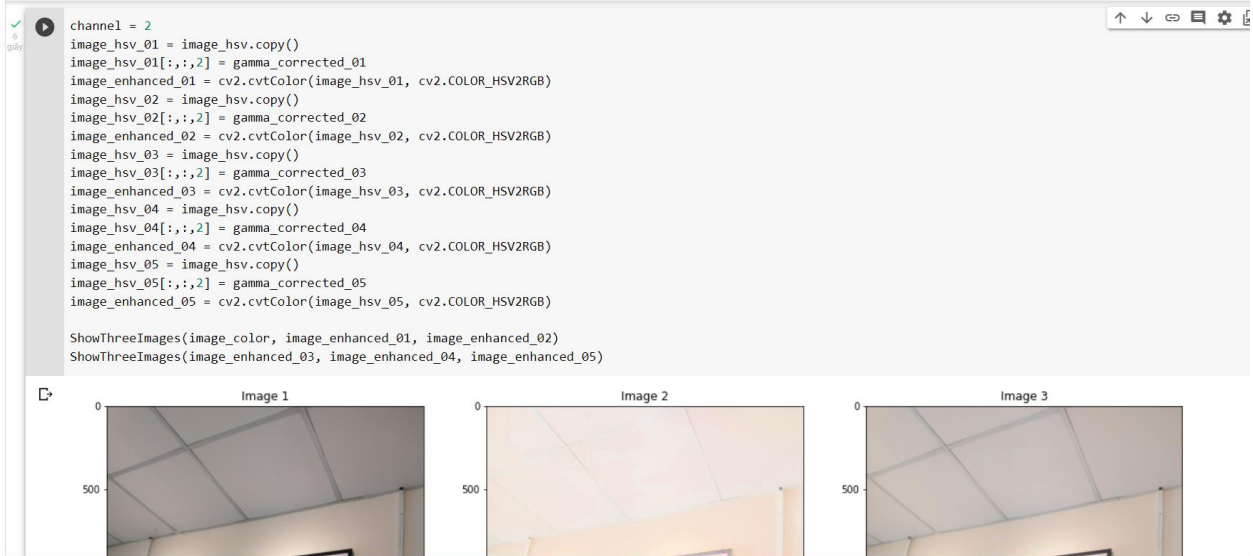 6
giây
channel = 2
image_hsv_01 = image_hsv.copy()
image_hsv_01[:,:,2] = gamma_corrected_01
image_enhanced_01 = cv2.cvtColor(image_hsv_01, cv2.COLOR_HSV2RGB)
image_hsv_02 = image_hsv.copy()
image_hsv_02[:,:,2] = gamma_corrected_02
image_enhanced_02 = cv2.cvtColor(image_hsv_02, cv2.COLOR_HSV2RGB)
image_hsv_03 = image_hsv.copy()
image_hsv_03[:,:,2] = gamma_corrected_03
image_enhanced_03 = cv2.cvtColor(image_hsv_03, cv2.COLOR_HSV2RGB)
image_hsv_04 = image_hsv.copy()
image_hsv_04[:,:,2] = gamma_corrected_04
image_enhanced_04 = cv2.cvtColor(image_hsv_04, cv2.COLOR_HSV2RGB)
image_hsv_05 = image_hsv.copy()
image_hsv_05[:,:,2] = gamma_corrected_05
image_enhanced_05 = cv2.cvtColor(image_hsv_05, cv2.COLOR_HSV2RGB)
ShowThreeImages(image_color, image_enhanced_01, image_enhanced_02)
ShowThreeImages(image_enhanced_03, image_enhanced_04, image_enhanced_05)
Image 1 Image 2 Image 3
0 0 0
500 500 500